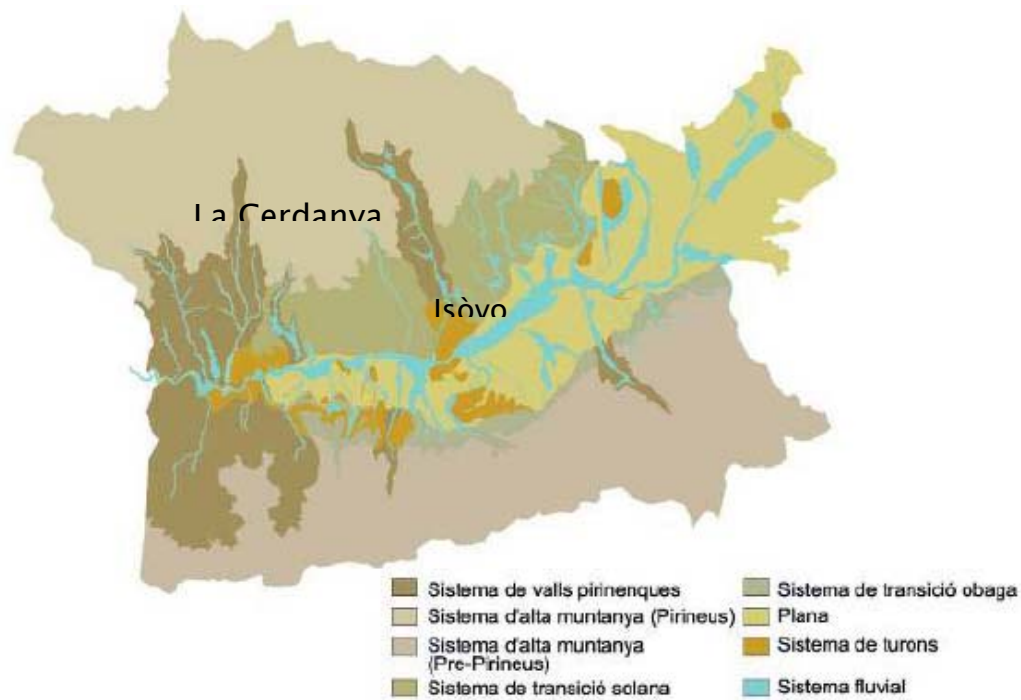 La Cerdanya
Isòvo
Sistema de valls pirinenques
Sistema d'alta muntanya (Pirineus)
Sistema d'alta muntanya
(Pre-Pirineus)
Sistema de transició solana
Sistema de transició obaga
Plana
Sistema de turons
Sistema fluvial